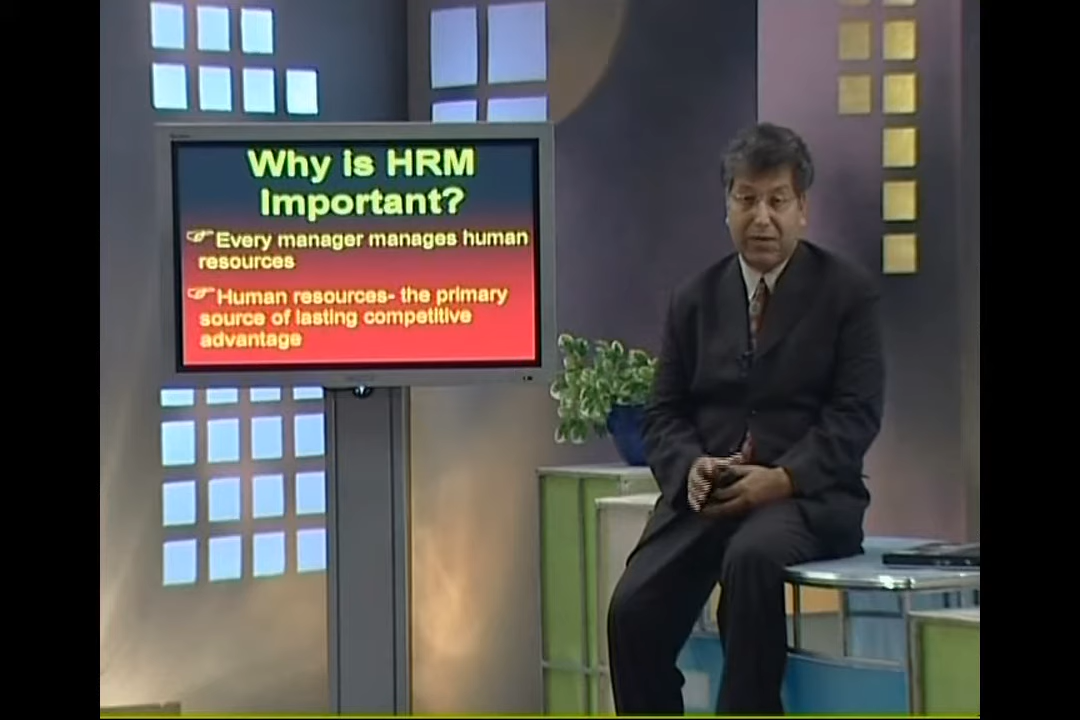 Why is HRM
Important?
Every manager manages human
resources
Human resources- the primary
source of lasting competitive
advantage